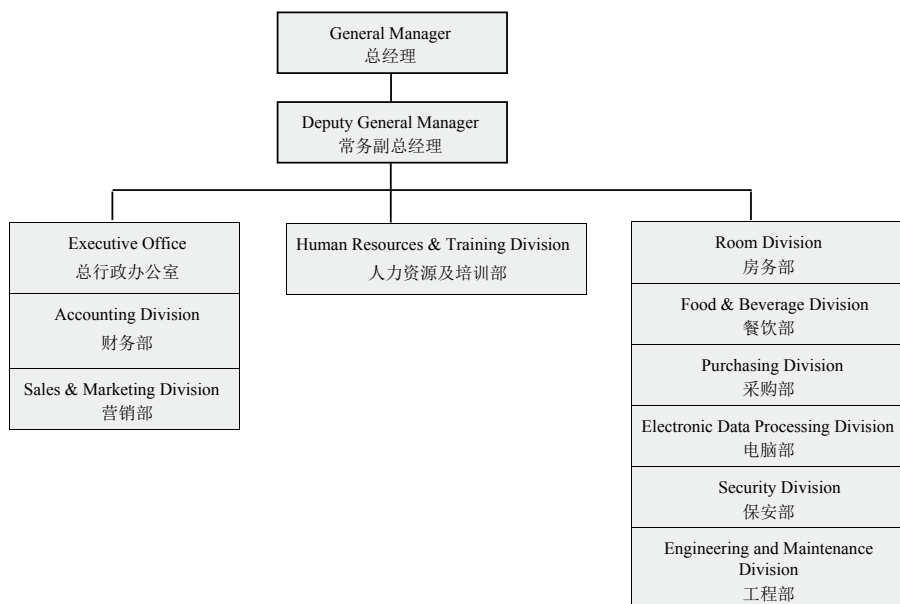 General Manager
总经理
Deputy General Manager
常务副总经理
Executive Office
总行政办公室
Accounting Division
财务部
Sales & Marketing Division
营销部
Human Resources & Training Division
人力资源及培训部
Room Division
房务部
Food & Beverage Division
餐饮部
Purchasing Division
采购部
Electronic Data Processing Division
电脑部
Security Division
保安部
Engineering and Maintenance
Division
工程部